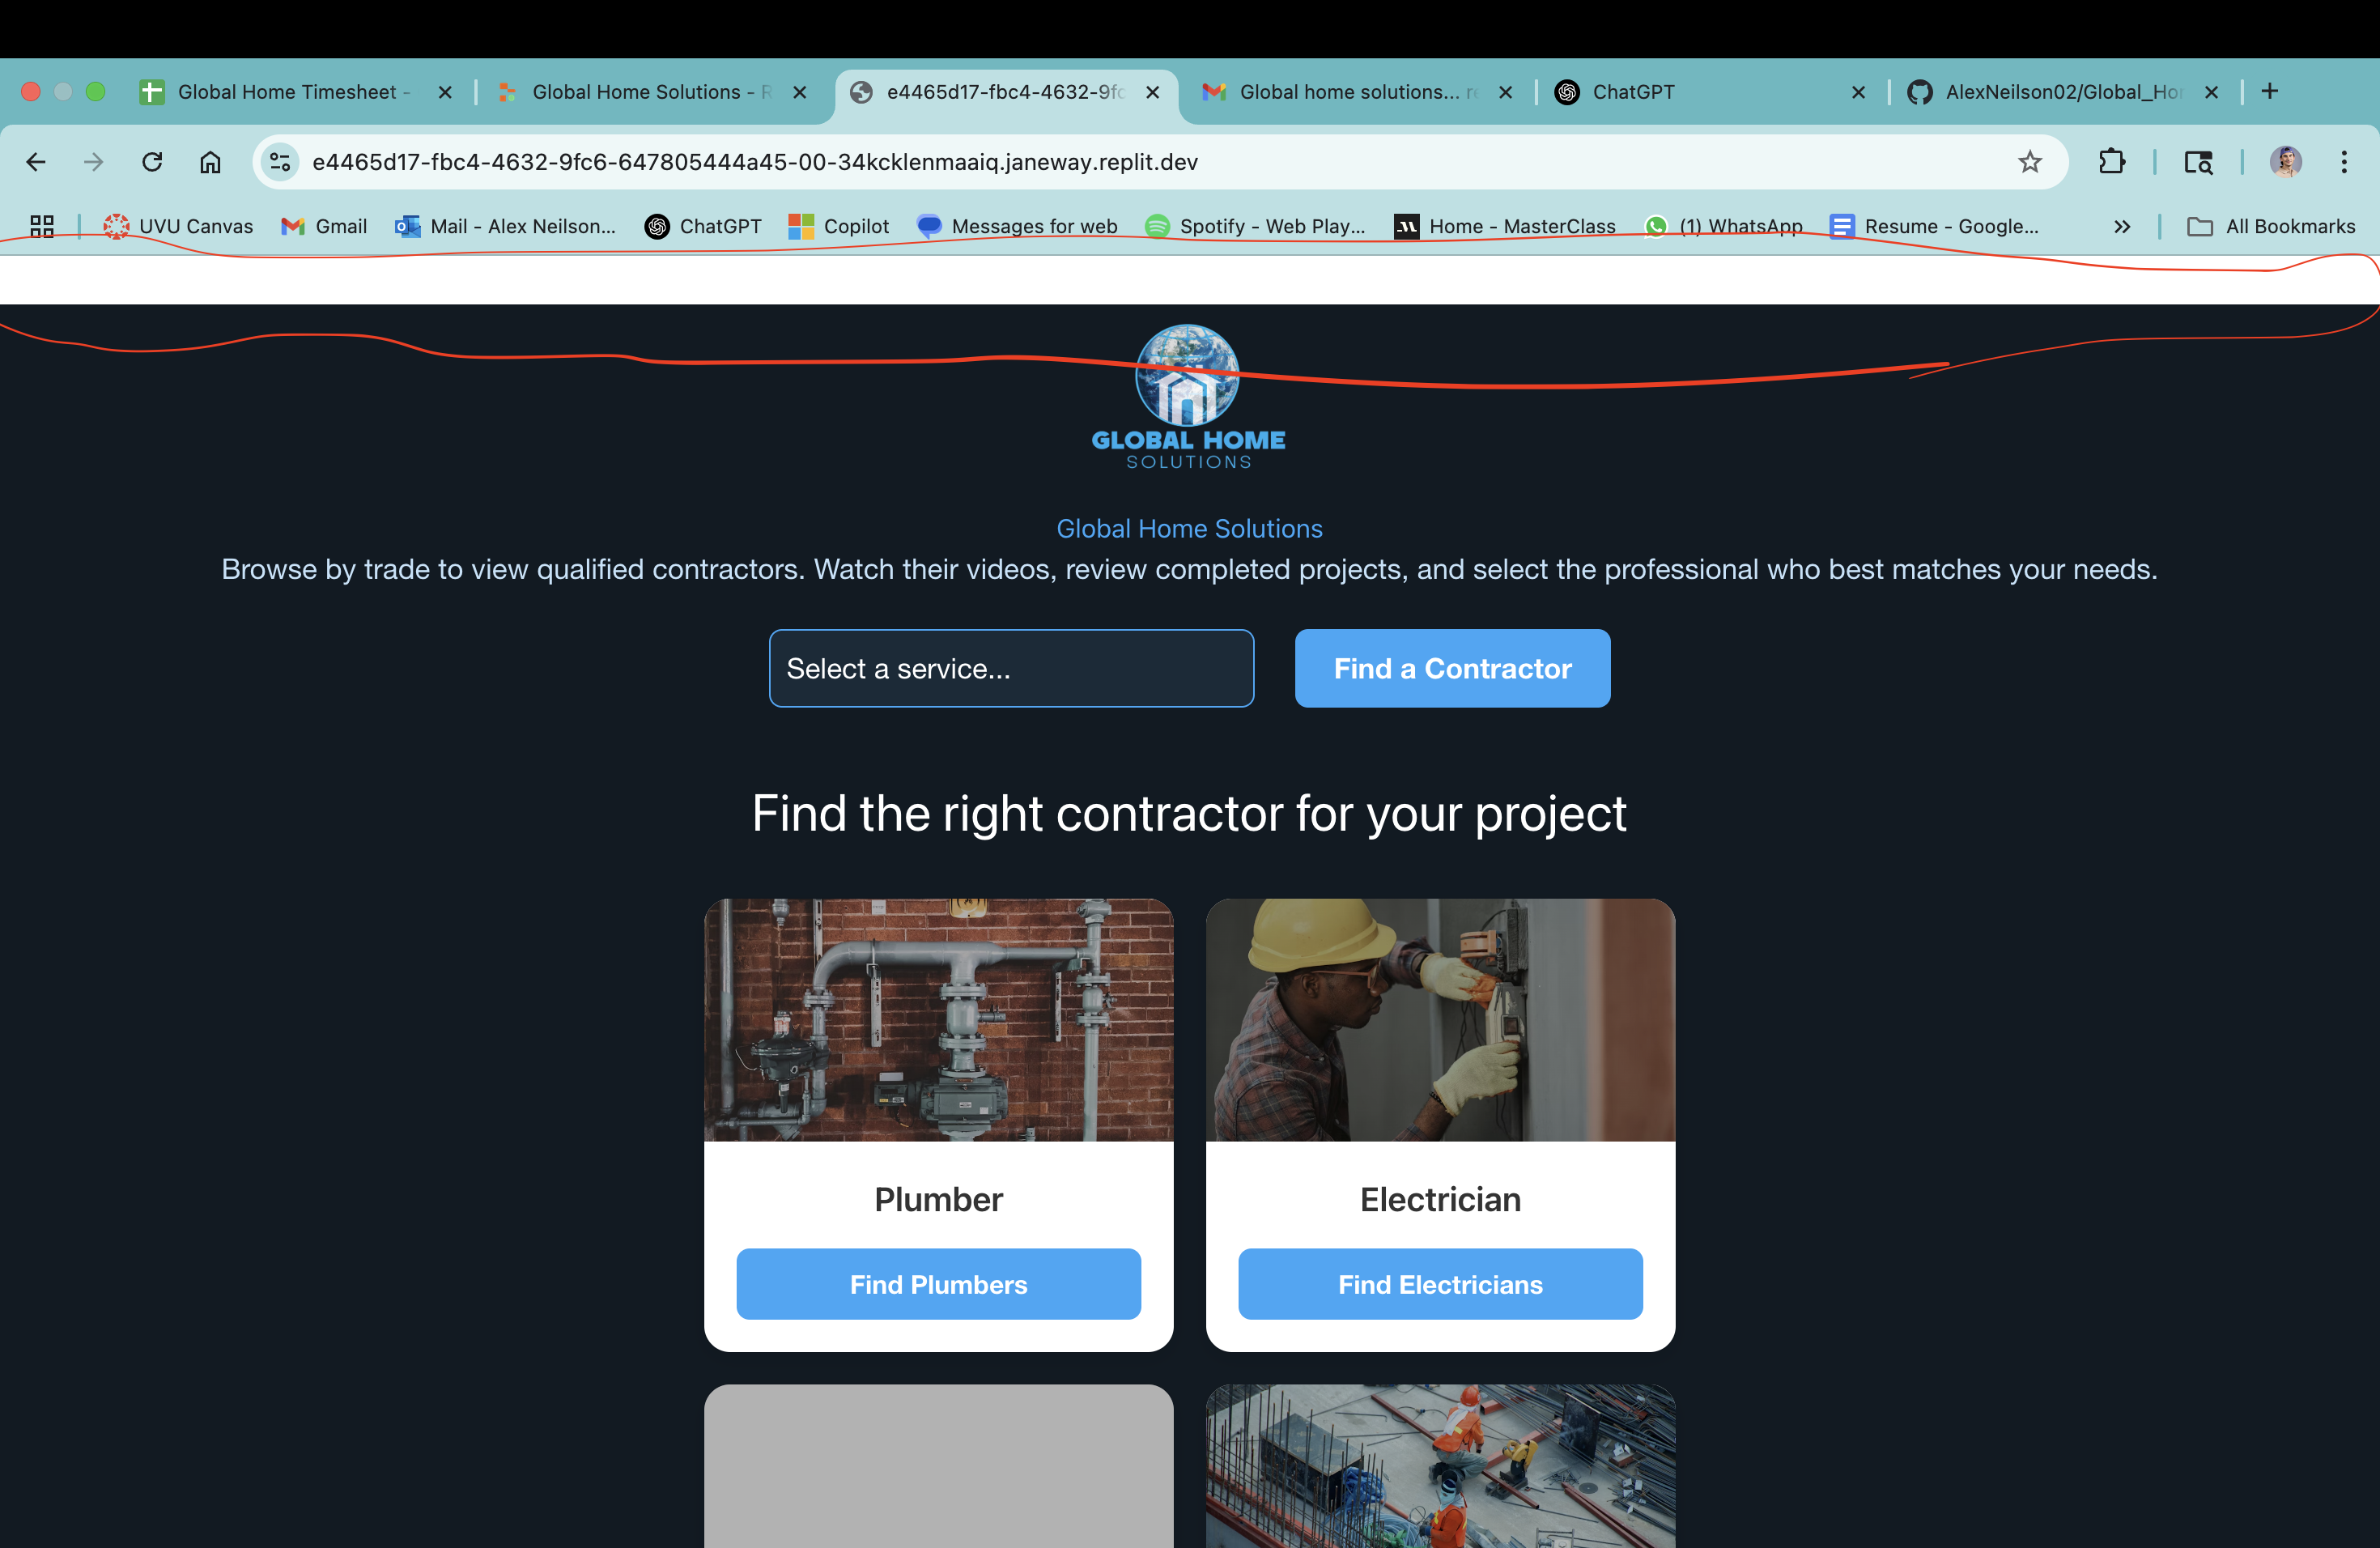 Global Home Timesheet -
Global Home Solutions - R
e4465d17-fbc4-4632-9fc
Global home solutions... re
ChatGPT
AlexNeilson02/Global_Hor
e4465d17-fbc4-4632-9fc6-647805444a45-00-34kcklenmaaiq.janeway.replit.dev
UVU Canvas
Gmail
Mail - Alex Neilson...
ChatGPT
Copilot
Messages for web
Spotify - Web Play...
Home - MasterClass
(1) WhatsApp
Resume - Google...
All Bookmarks
GLOBAL HOME
SOLUTIONS
Global Home Solutions
Browse by trade to view qualified contractors. Watch their videos, review completed projects, and select the professional who best matches your needs.
Select a service...
Find a Contractor
Find the right contractor for your project
Plumber
Electrician
Find Plumbers
Find Electricians